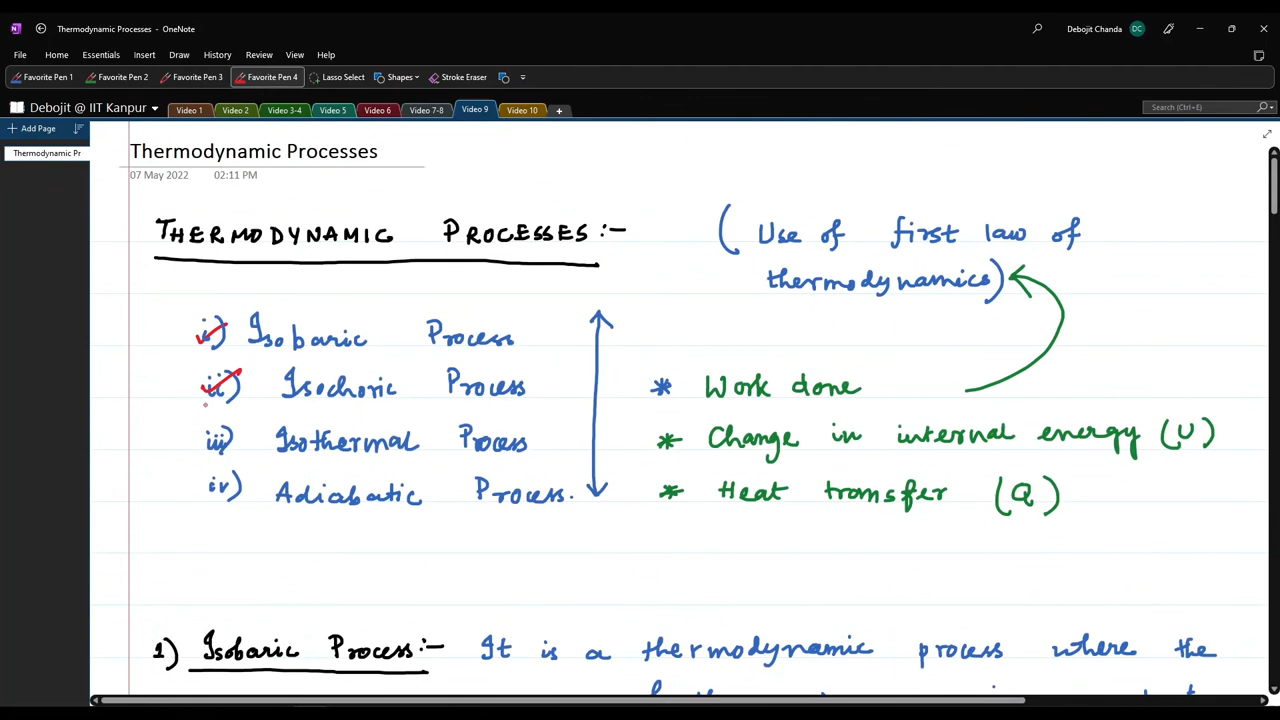 Thermodynamic Processes - OneNote
Debojit Chanda DC
File Home Essentials Insert Draw History Review View Help
Favorite Pen 1 Favorite Pen 2 Favorite Pen 3 Favorite Pen 4 Lasso Select Shapes Stroke Eraser
Debojit @ IIT Kanpur Video 1 Video 2 Video 3-4 Video 5 Video 6 Video 7-8 Video 9 Video 10 Search (Ctrl+E)
Add Page
Thermodynamic Pr
Thermodynamic Processes
07 May 2022 02:11 PM
THERMODYNAMIC PROCESSES :-
(Use of first law of
thermodynamics)
i) Isobaric Process
ii) Isochoric Process
iii) Isothermal Process
iv) Adiabatic Process.
* Work done
* Change in internal energy (U)
* Heat transfer (Q)
1) Isobaric Process:- It is a thermodynamic process where the